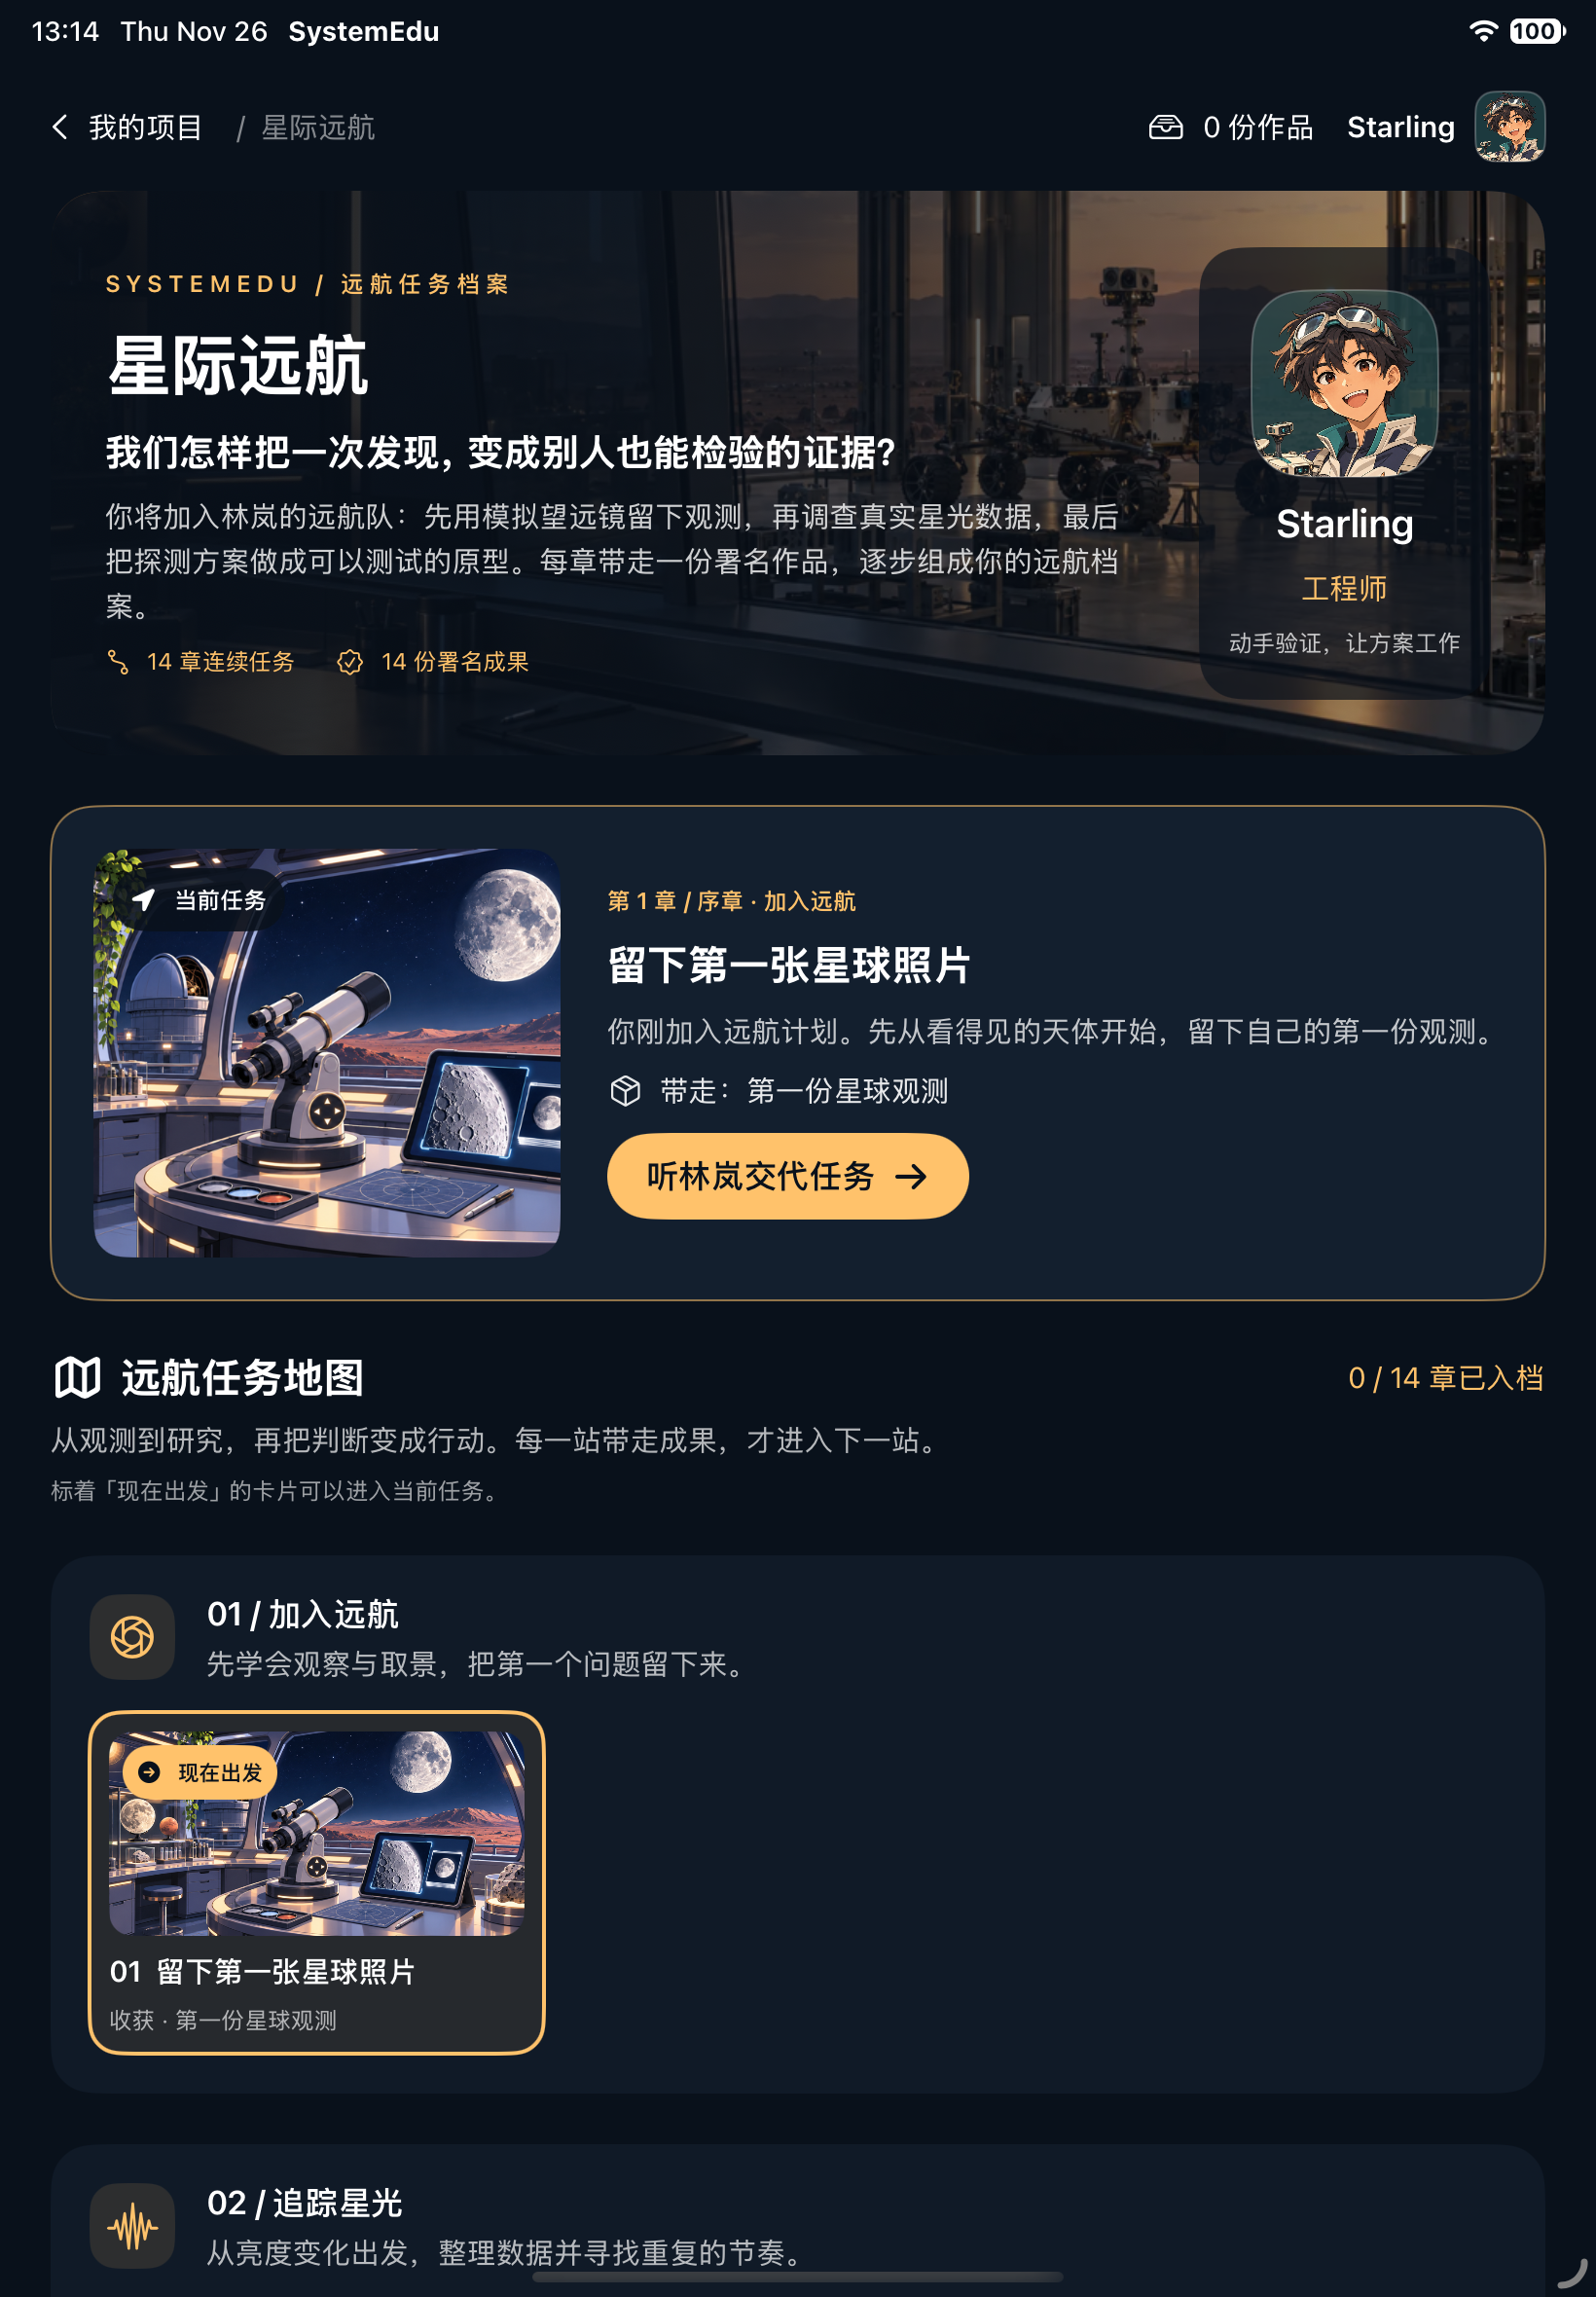 13:14 Thu Nov 26 SystemEdu 100
我的项目 / 星际远航 0 份作品 Starling
SYSTEMEDU / 远航任务档案
星际远航
我们怎样把一次发现，变成别人也能检验的证据？
你将加入林岚的远航队：先用模拟望远镜留下观测，再调查真实星光数据，最后
把探测方案做成可以测试的原型。每章带走一份署名作品，逐步组成你的远航档
案。
14 章连续任务 14 份署名成果
Starling
工程师
动手验证，让方案工作
当前任务
第 1 章 / 序章 · 加入远航
留下第一张星球照片
你刚加入远航计划。先从看得见的天体开始，留下自己的第一份观测。
带走：第一份星球观测
听林岚交代任务
远航任务地图
0 / 14 章已入档
从观测到研究，再把判断变成行动。每一站带走成果，才进入下一站。
标着「现在出发」的卡片可以进入当前任务。
01 / 加入远航
先学会观察与取景，把第一个问题留下来。
现在出发
01 留下第一张星球照片
收获 · 第一份星球观测
02 / 追踪星光
从亮度变化出发，整理数据并寻找重复的节奏。